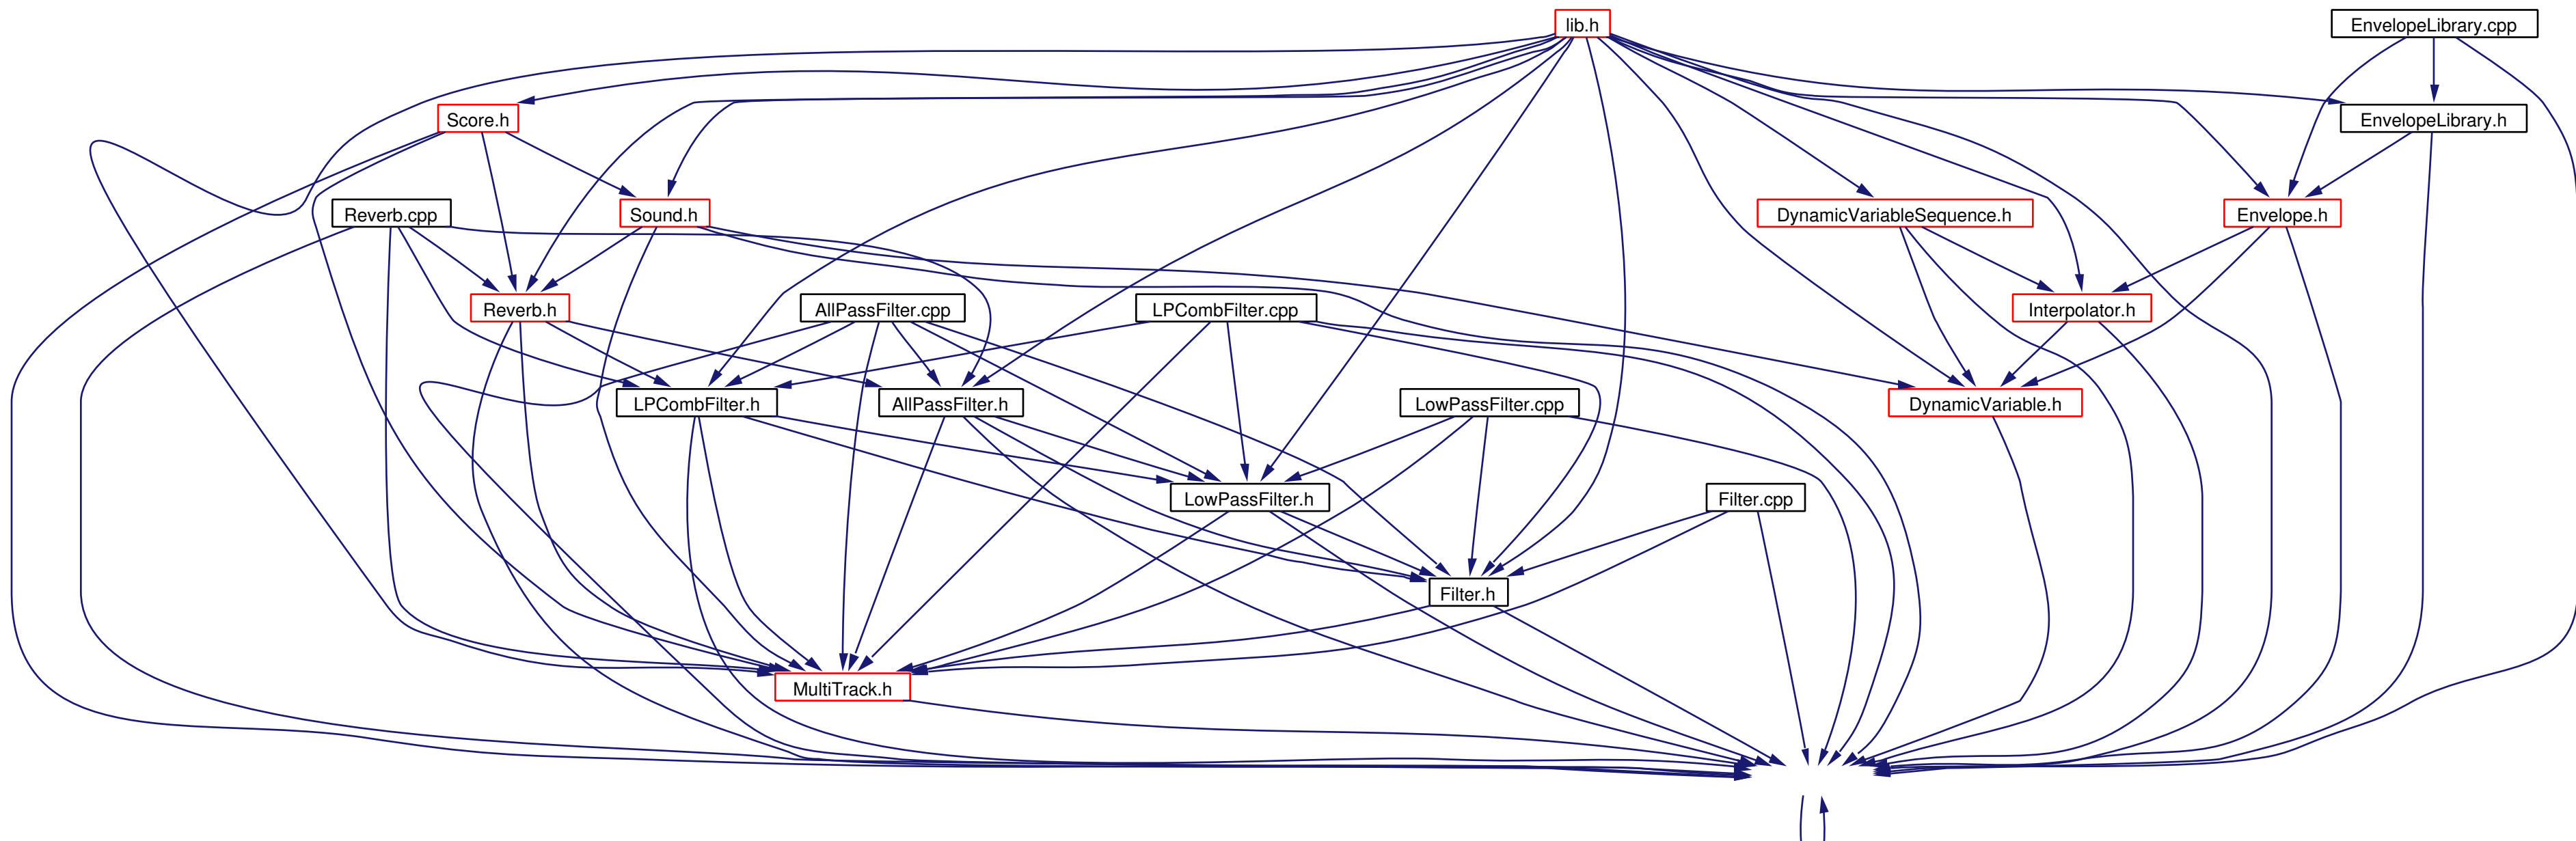 lib.h
EnvelopeLibrary.cpp
Score.h
EnvelopeLibrary.h
Reverb.cpp
Sound.h
DynamicVariableSequence.h
Envelope.h
Reverb.h
AllPassFilter.cpp
LPCombFilter.cpp
Interpolator.h
LPCombFilter.h
AllPassFilter.h
LowPassFilter.cpp
DynamicVariable.h
LowPassFilter.h
Filter.cpp
Filter.h
MultiTrack.h